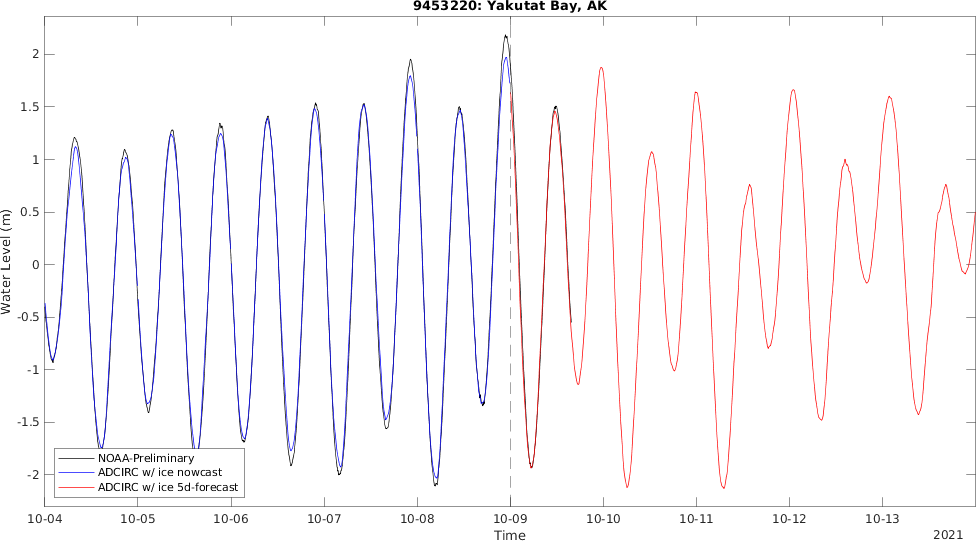 9453220: Yakutat Bay, AK
Water Level (m)
2
1.5
1
0.5
0
-0.5
-1
-1.5
-2
NOAA-Preliminary
ADCIRC w/ ice nowcast
ADCIRC w/ ice 5d-forecast
10-04 10-05 10-06 10-07 10-08 10-09 10-10 10-11 10-12 10-13
Time
2021